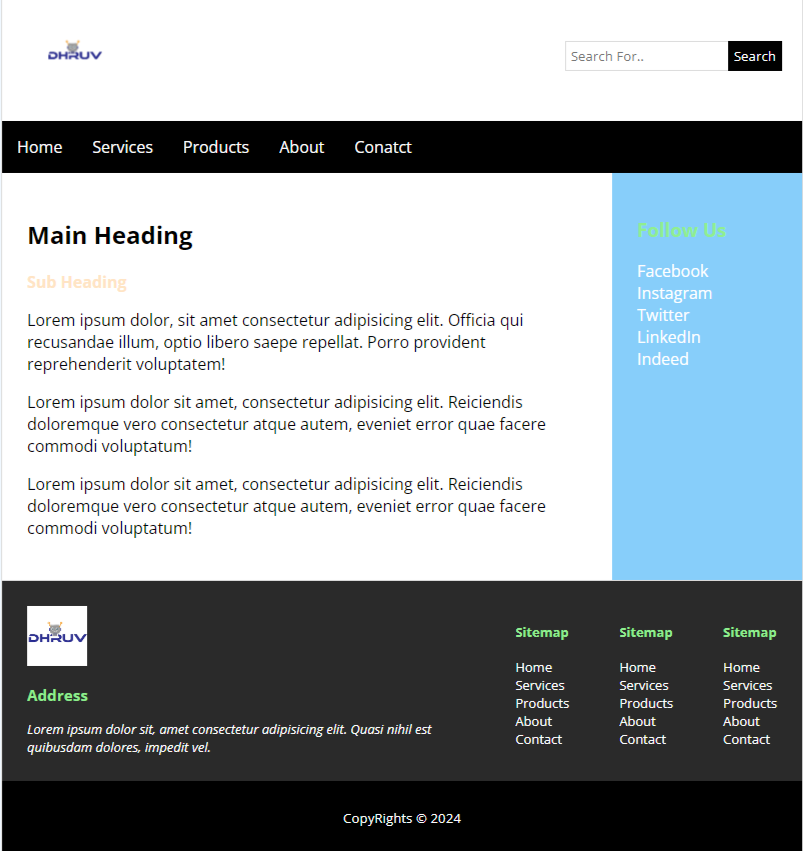 DHRUV
Search For..
Search
Home Services Products About Conatct
Main Heading
Sub Heading
Lorem ipsum dolor, sit amet consectetur adipisicing elit. Officia qui
recusandae illum, optio libero saepe repellat. Porro provident
reprehenderit voluptatem!
Lorem ipsum dolor sit amet, consectetur adipisicing elit. Reiciendis
doloremque vero consectetur atque autem, eveniet error quae facere
commodi voluptatum!
Lorem ipsum dolor sit amet, consectetur adipisicing elit. Reiciendis
doloremque vero consectetur atque autem, eveniet error quae facere
commodi voluptatum!
Follow Us
Facebook
Instagram
Twitter
LinkedIn
Indeed
DHRUV
Address
Lorem ipsum dolor sit, amet consectetur adipisicing elit. Quasi nihil est
quibusdam dolores, impedit vel.
Sitemap
Home
Services
Products
About
Contact
Sitemap
Home
Services
Products
About
Contact
Sitemap
Home
Services
Products
About
Contact
CopyRights © 2024